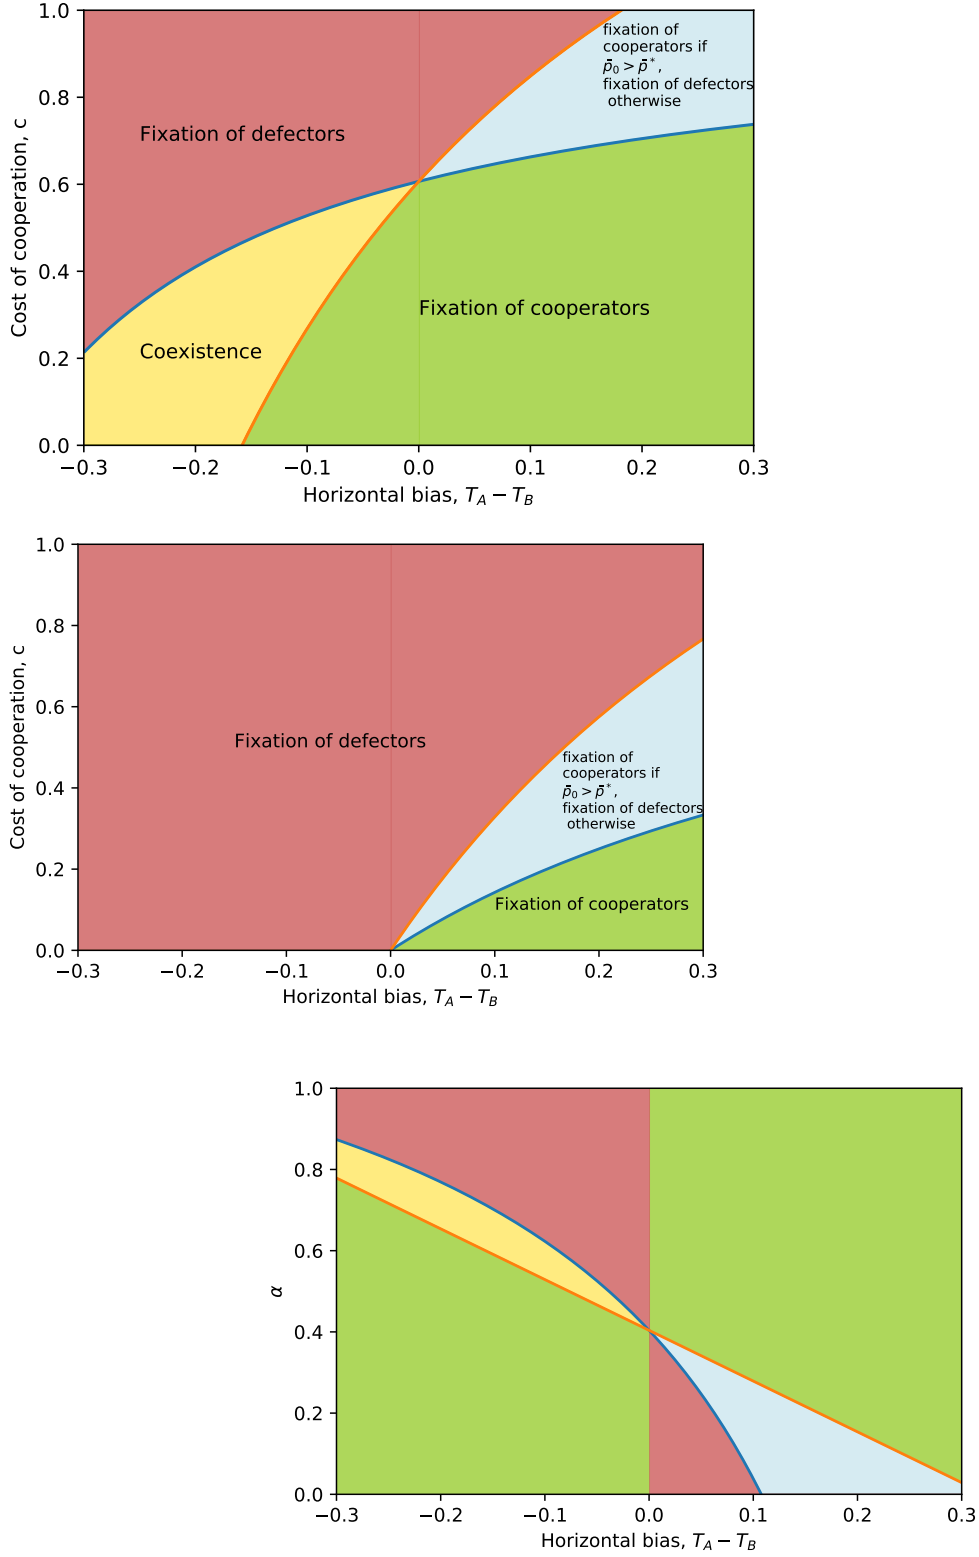 1.0
0.8
0.6
0.4
0.2
0.0
Cost of cooperation, c
fixation of
cooperators if
p̄₀ > p̄*,
fixation of defectors
otherwise
Fixation of defectors
Fixation of cooperators
Coexistence
−0.3 −0.2 −0.1 0.0 0.1 0.2 0.3
Horizontal bias, T_A − T_B
1.0
0.8
0.6
0.4
0.2
0.0
Cost of cooperation, c
Fixation of defectors
fixation of
cooperators if
p̄₀ > p̄*,
fixation of defectors
otherwise
Fixation of cooperators
−0.3 −0.2 −0.1 0.0 0.1 0.2 0.3
Horizontal bias, T_A − T_B
1.0
0.8
0.6
0.4
0.2
0.0
α
−0.3 −0.2 −0.1 0.0 0.1 0.2 0.3
Horizontal bias, T_A − T_B